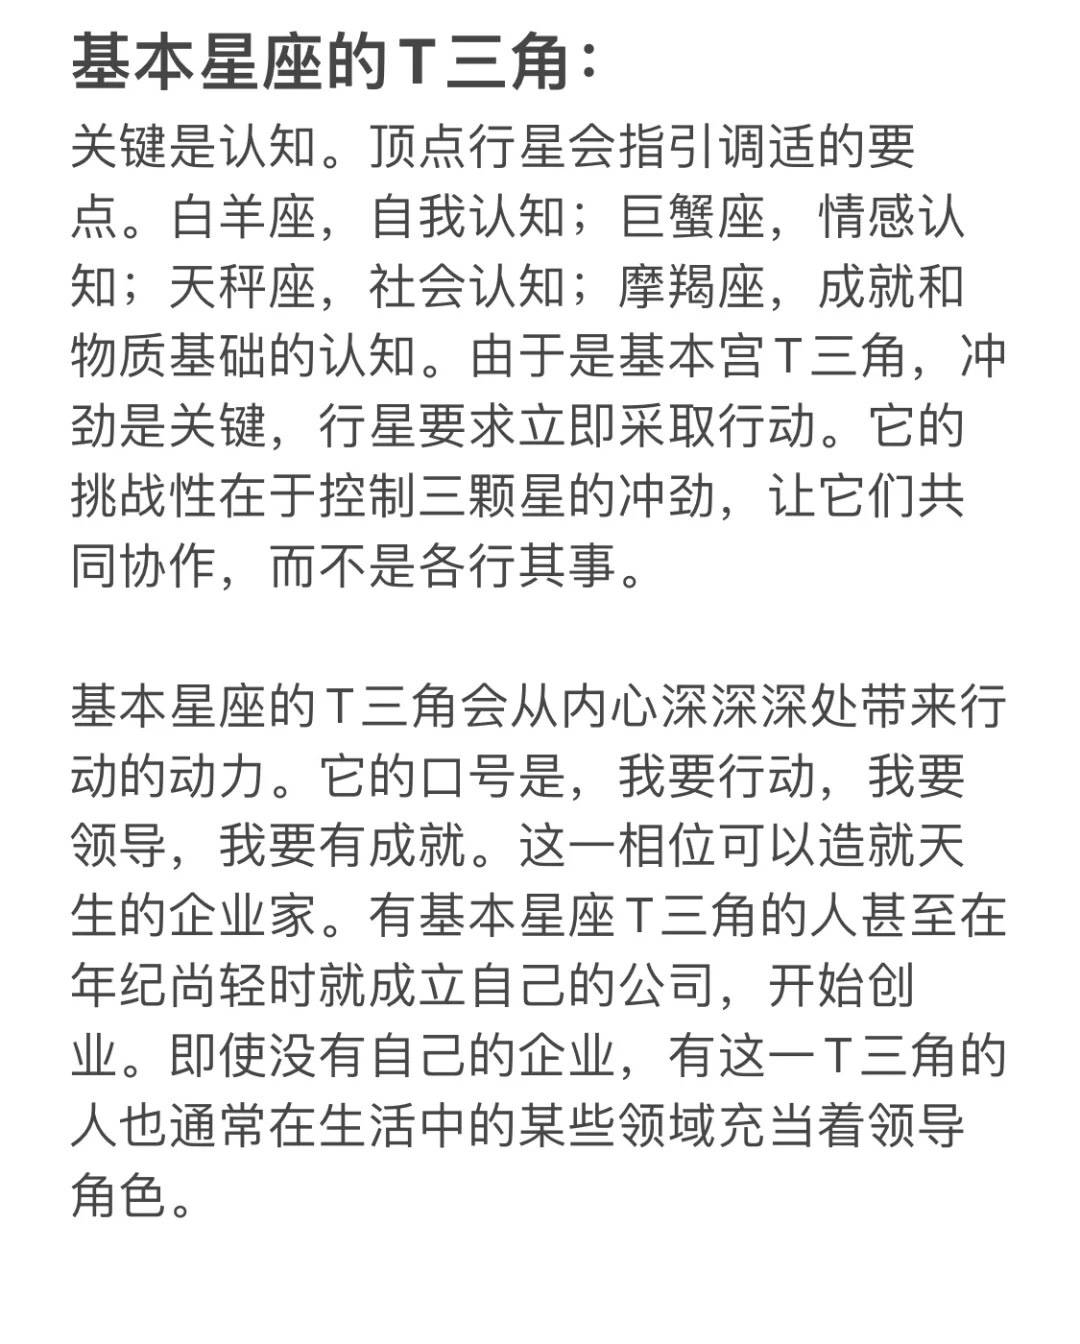 基本星座的T三角：
关键是认知。顶点行星会指引调适的要
点。白羊座，自我认知；巨蟹座，情感认
知；天秤座，社会认知；摩羯座，成就和
物质基础的认知。由于是基本宫T三角，冲
劲是关键，行星要求立即采取行动。它的
挑战性在于控制三颗星的冲劲，让它们共
同协作，而不是各行其事。
基本星座的T三角会从内心深深深处带来行
动的动力。它的口号是，我要行动，我要
领导，我要有成就。这一相位可以造就天
生的企业家。有基本星座T三角的人甚至在
年纪尚轻时就成立自己的公司，开始创
业。即使没有自己的企业，有这一T三角的
人也通常在生活中的某些领域充当着领导
角色。